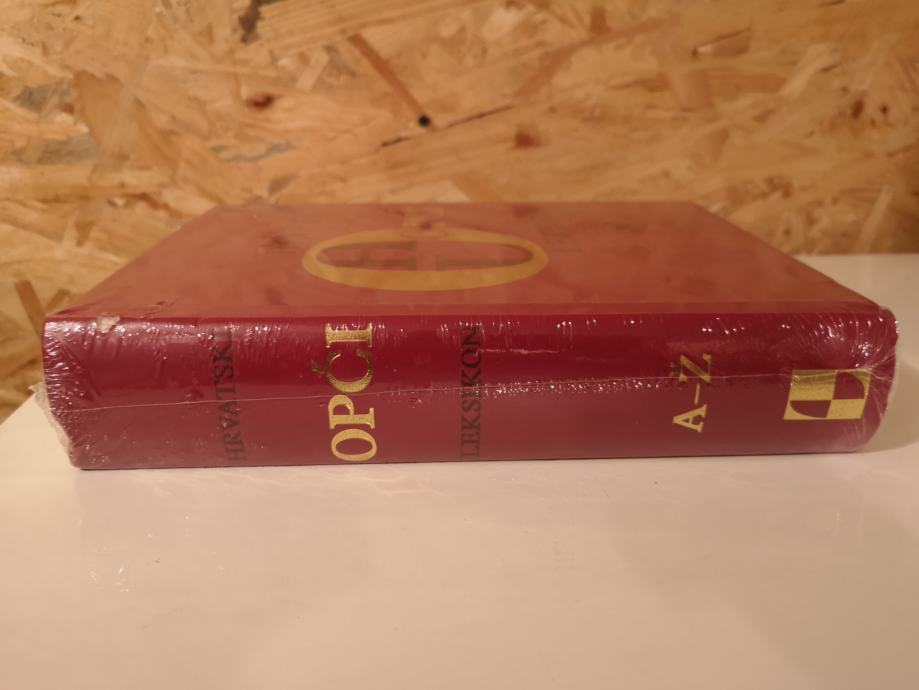 HRVATSKI
OPĆI
LEKSIKON
A–Ž